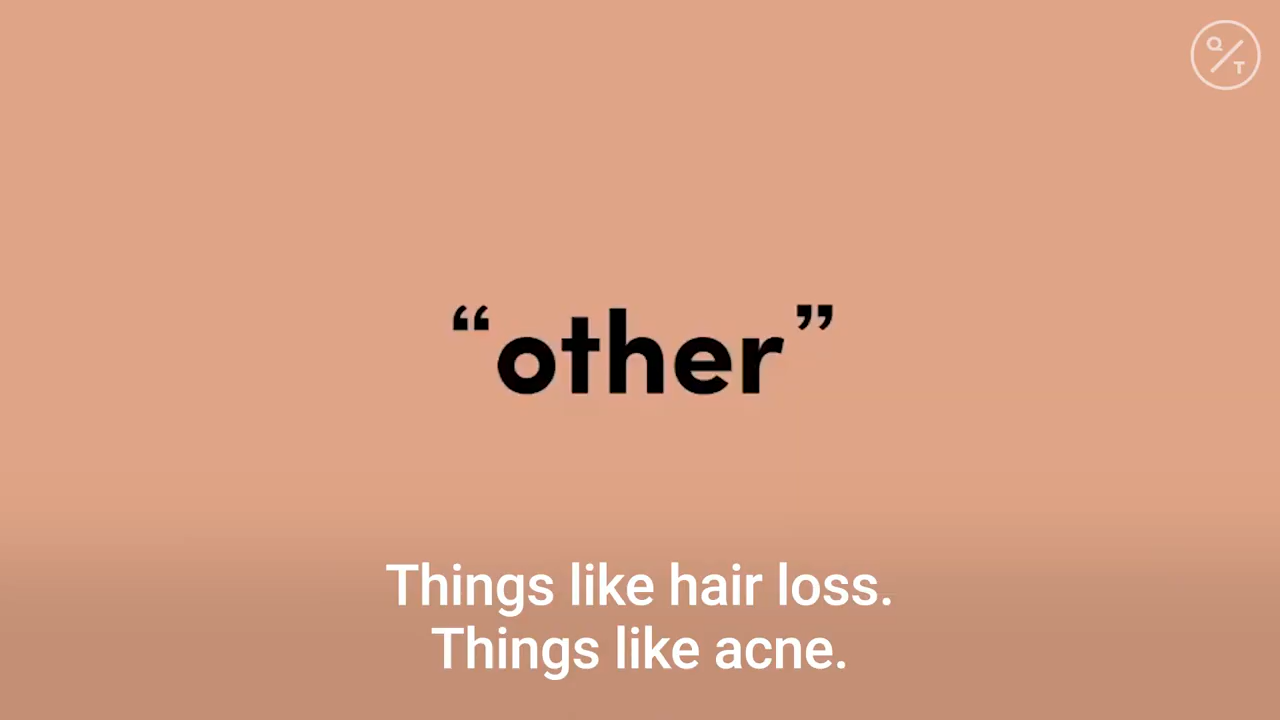 Q
T
“other”
Things like hair loss.
Things like acne.